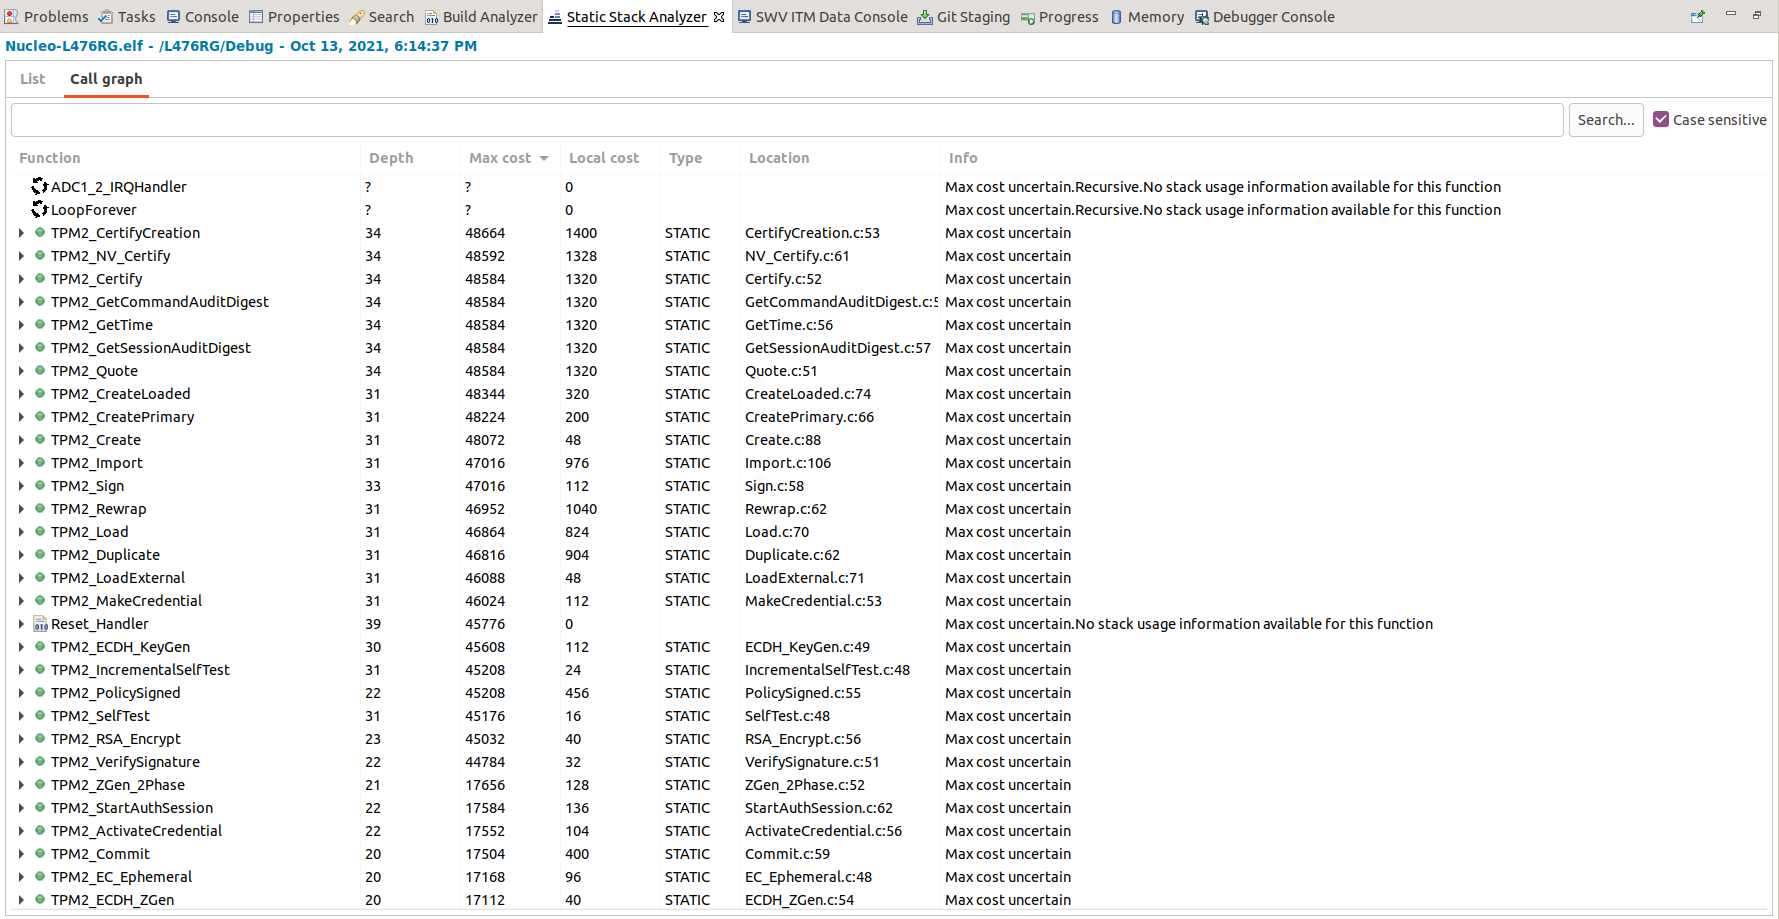 Problems Tasks Console Properties Search Build Analyzer Static Stack Analyzer SWV ITM Data Console Git Staging Progress Memory Debugger Console
Nucleo-L476RG.elf - /L476RG/Debug - Oct 13, 2021, 6:14:37 PM
List Call graph
Search... Case sensitive
Function Depth Max cost Local cost Type Location Info
ADC1_2_IRQHandler ? ? 0 Max cost uncertain.Recursive.No stack usage information available for this function
LoopForever ? ? 0 Max cost uncertain.Recursive.No stack usage information available for this function
TPM2_CertifyCreation 34 48664 1400 STATIC CertifyCreation.c:53 Max cost uncertain
TPM2_NV_Certify 34 48592 1328 STATIC NV_Certify.c:61 Max cost uncertain
TPM2_Certify 34 48584 1320 STATIC Certify.c:52 Max cost uncertain
TPM2_GetCommandAuditDigest 34 48584 1320 STATIC GetCommandAuditDigest.c:5 Max cost uncertain
TPM2_GetTime 34 48584 1320 STATIC GetTime.c:56 Max cost uncertain
TPM2_GetSessionAuditDigest 34 48584 1320 STATIC GetSessionAuditDigest.c:57 Max cost uncertain
TPM2_Quote 34 48584 1320 STATIC Quote.c:51 Max cost uncertain
TPM2_CreateLoaded 31 48344 320 STATIC CreateLoaded.c:74 Max cost uncertain
TPM2_CreatePrimary 31 48224 200 STATIC CreatePrimary.c:66 Max cost uncertain
TPM2_Create 31 48072 48 STATIC Create.c:88 Max cost uncertain
TPM2_Import 31 47016 976 STATIC Import.c:106 Max cost uncertain
TPM2_Sign 33 47016 112 STATIC Sign.c:58 Max cost uncertain
TPM2_Rewrap 31 46952 1040 STATIC Rewrap.c:62 Max cost uncertain
TPM2_Load 31 46864 824 STATIC Load.c:70 Max cost uncertain
TPM2_Duplicate 31 46816 904 STATIC Duplicate.c:62 Max cost uncertain
TPM2_LoadExternal 31 46088 48 STATIC LoadExternal.c:71 Max cost uncertain
TPM2_MakeCredential 31 46024 112 STATIC MakeCredential.c:53 Max cost uncertain
Reset_Handler 39 45776 0 Max cost uncertain.No stack usage information available for this function
TPM2_ECDH_KeyGen 30 45608 112 STATIC ECDH_KeyGen.c:49 Max cost uncertain
TPM2_IncrementalSelfTest 31 45208 24 STATIC IncrementalSelfTest.c:48 Max cost uncertain
TPM2_PolicySigned 22 45208 456 STATIC PolicySigned.c:55 Max cost uncertain
TPM2_SelfTest 31 45176 16 STATIC SelfTest.c:48 Max cost uncertain
TPM2_RSA_Encrypt 23 45032 40 STATIC RSA_Encrypt.c:56 Max cost uncertain
TPM2_VerifySignature 22 44784 32 STATIC VerifySignature.c:51 Max cost uncertain
TPM2_ZGen_2Phase 21 17656 128 STATIC ZGen_2Phase.c:52 Max cost uncertain
TPM2_StartAuthSession 22 17584 136 STATIC StartAuthSession.c:62 Max cost uncertain
TPM2_ActivateCredential 22 17552 104 STATIC ActivateCredential.c:56 Max cost uncertain
TPM2_Commit 20 17504 400 STATIC Commit.c:59 Max cost uncertain
TPM2_EC_Ephemeral 20 17168 96 STATIC EC_Ephemeral.c:48 Max cost uncertain
TPM2_ECDH_ZGen 20 17112 40 STATIC ECDH_ZGen.c:54 Max cost uncertain